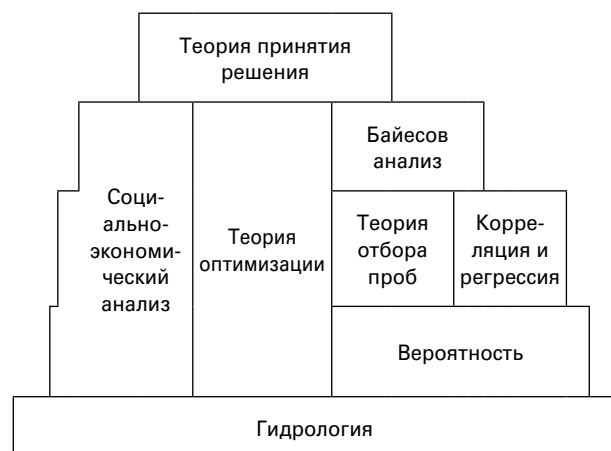 Теория принятия
решения
Байесов
анализ
Соци-
ально-
экономи-
ческий
анализ
Теория
оптимизации
Теория
отбора
проб
Корре-
ляция и
регрессия
Вероятность
Гидрология